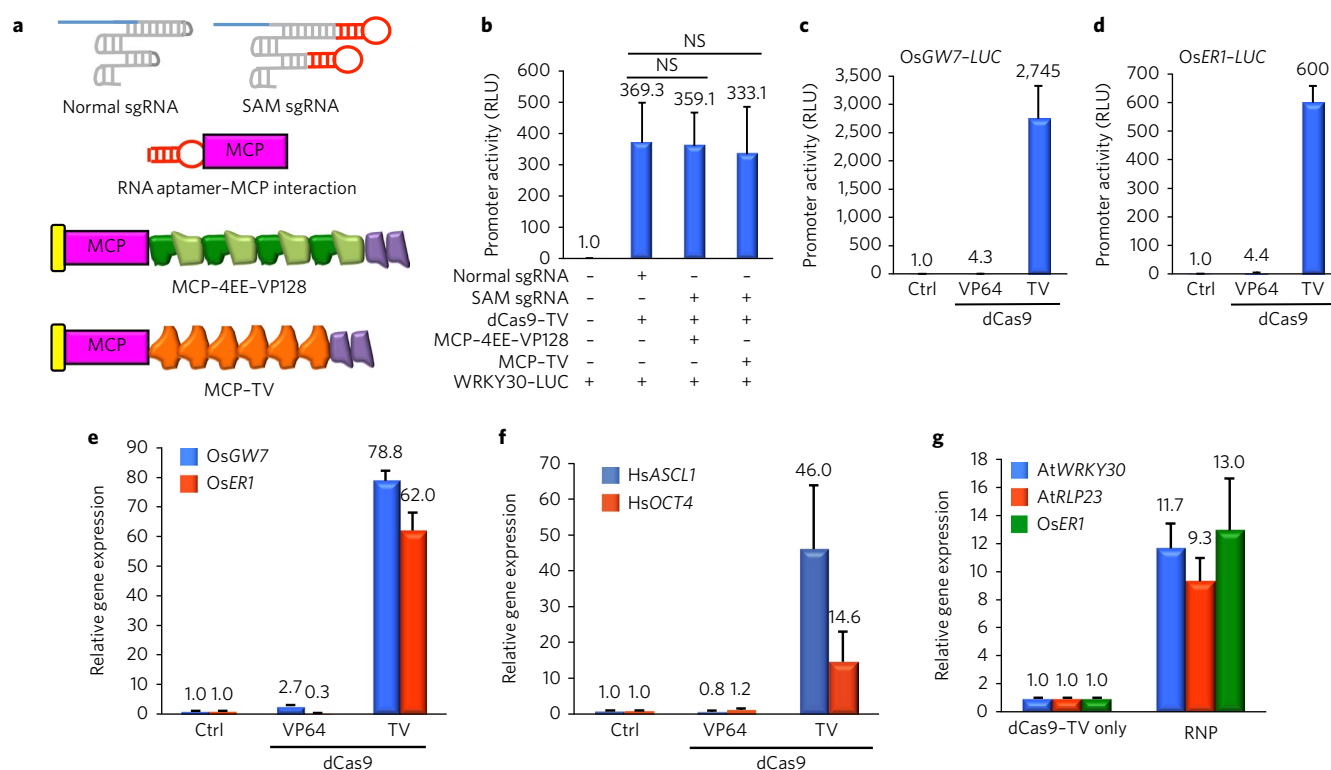 a
Normal sgRNA
SAM sgRNA
MCP
RNA aptamer–MCP interaction
MCP
MCP–4EE–VP128
MCP
MCP–TV
b
NS
NS
Promoter activity (RLU)
600
500
400
300
200
100
0
1.0
369.3
359.1
333.1
Normal sgRNA – + – –
SAM sgRNA – – + +
dCas9–TV – + + +
MCP–4EE–VP128 – – + –
MCP–TV – – – +
WRKY30–LUC + + + +
c
OsGW7–LUC
Promoter activity (RLU)
3,500
3,000
2,500
2,000
1,500
1,000
500
0
1.0
4.3
2,745
Ctrl VP64 TV
dCas9
d
OsER1–LUC
Promoter activity (RLU)
700
600
500
400
300
200
100
0
1.0
4.4
600
Ctrl VP64 TV
dCas9
e
Relative gene expression
90
80
70
60
50
40
30
20
10
0
OsGW7
OsER1
1.0 1.0
2.7 0.3
78.8
62.0
Ctrl VP64 TV
dCas9
f
Relative gene expression
70
60
50
40
30
20
10
0
HsASCL1
HsOCT4
1.0 1.0
0.8 1.2
46.0
14.6
Ctrl VP64 TV
dCas9
g
Relative gene expression
18
16
14
12
10
8
6
4
2
0
AtWRKY30
AtRLP23
OsER1
1.0 1.0 1.0
11.7
9.3
13.0
dCas9–TV only RNP